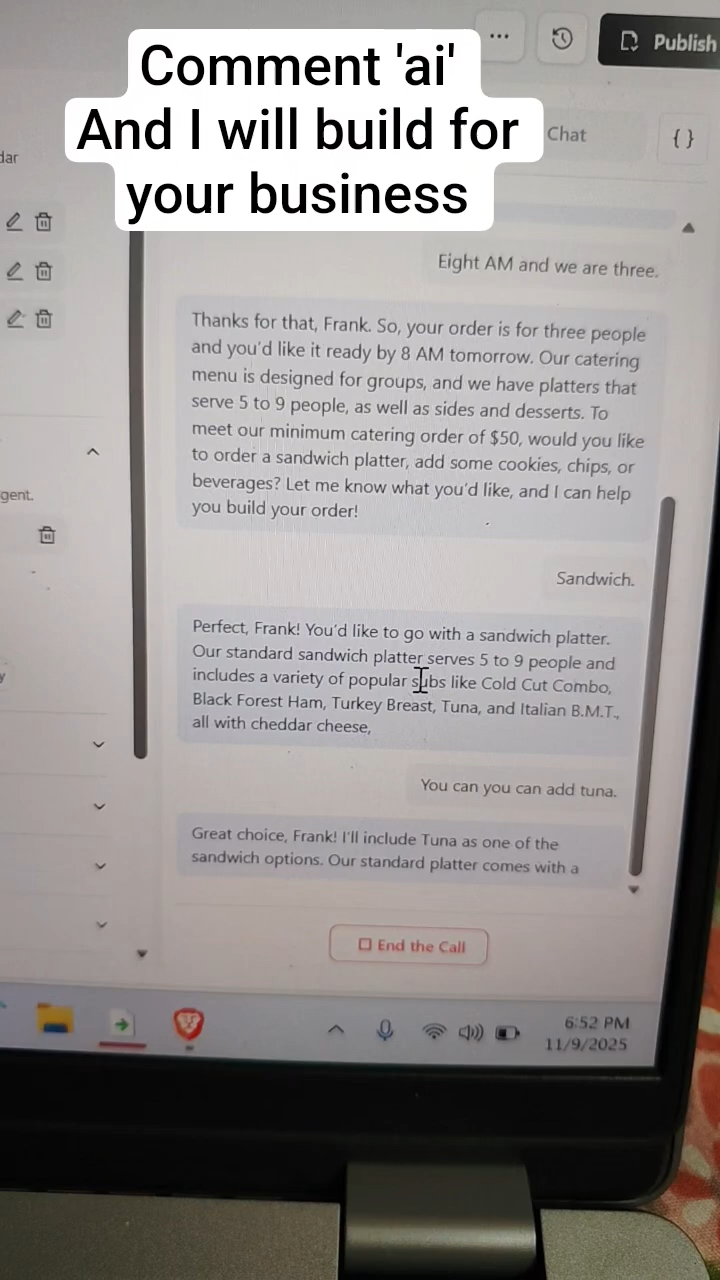 Comment 'ai'
And I will build for
your business
Publish
Chat
{ }
dar
Eight AM and we are three.
Thanks for that, Frank. So, your order is for three people
and you'd like it ready by 8 AM tomorrow. Our catering
menu is designed for groups, and we have platters that
serve 5 to 9 people, as well as sides and desserts. To
meet our minimum catering order of $50, would you like
to order a sandwich platter, add some cookies, chips, or
beverages? Let me know what you'd like, and I can help
you build your order!
gent.
Sandwich.
Perfect, Frank! You'd like to go with a sandwich platter.
Our standard sandwich platter serves 5 to 9 people and
includes a variety of popular subs like Cold Cut Combo,
Black Forest Ham, Turkey Breast, Tuna, and Italian B.M.T.,
all with cheddar cheese,
y
You can you can add tuna.
Great choice, Frank! I'll include Tuna as one of the
sandwich options. Our standard platter comes with a
End the Call
6:52 PM
11/9/2025